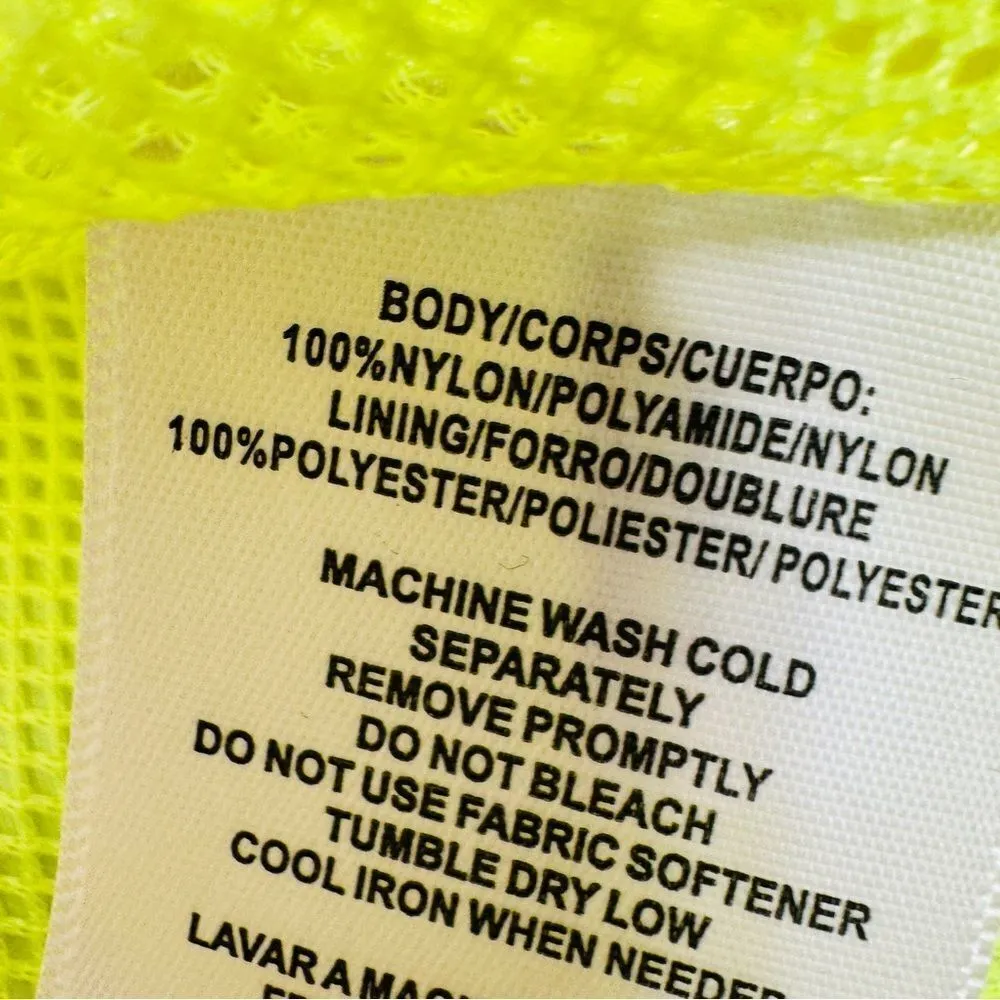 BODY/CORPS/CUERPO:
100%NYLON/POLYAMIDE/NYLON
LINING/FORRO/DOUBLURE
100%POLYESTER/POLIESTER/ POLYESTER
MACHINE WASH COLD
SEPARATELY
REMOVE PROMPTLY
DO NOT BLEACH
DO NOT USE FABRIC SOFTENER
TUMBLE DRY LOW
COOL IRON WHEN NEEDED
LAVAR A